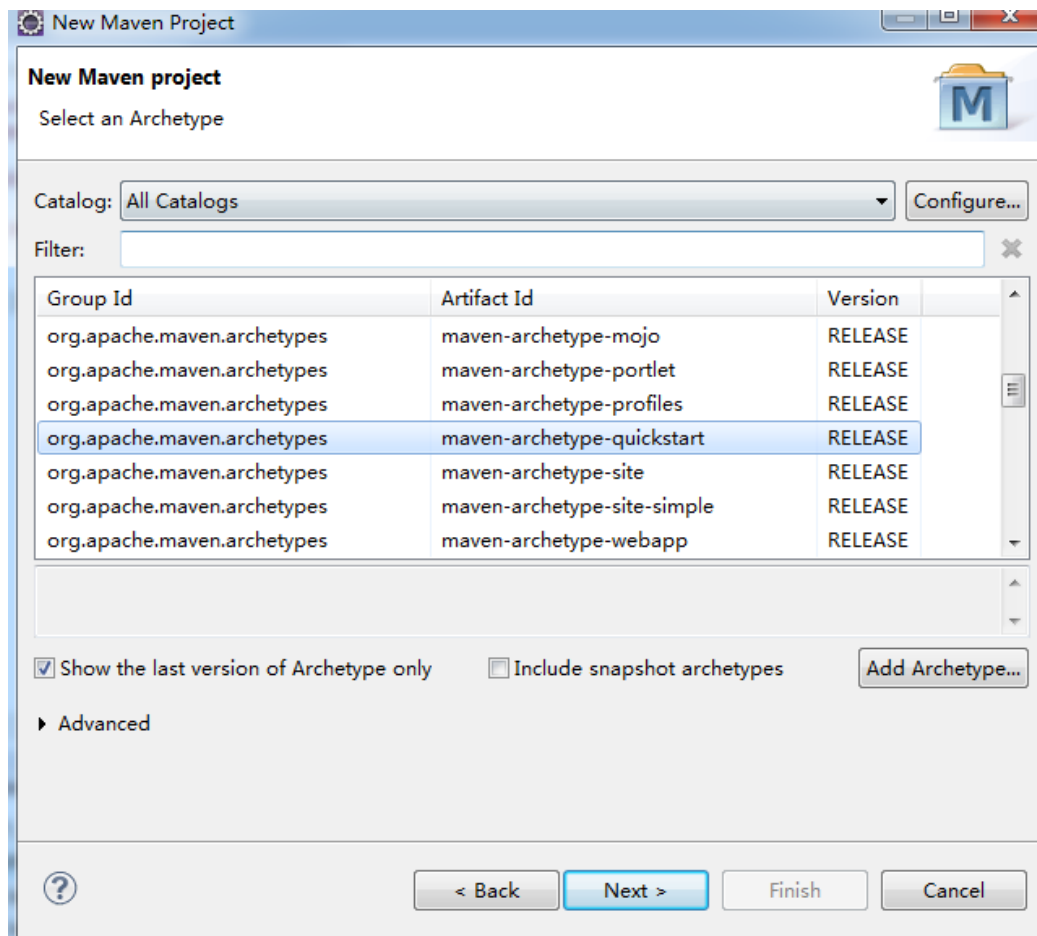 New Maven Project
New Maven project
Select an Archetype
M
Catalog: All Catalogs Configure...
Filter:
Group Id Artifact Id Version
org.apache.maven.archetypes maven-archetype-mojo RELEASE
org.apache.maven.archetypes maven-archetype-portlet RELEASE
org.apache.maven.archetypes maven-archetype-profiles RELEASE
org.apache.maven.archetypes maven-archetype-quickstart RELEASE
org.apache.maven.archetypes maven-archetype-site RELEASE
org.apache.maven.archetypes maven-archetype-site-simple RELEASE
org.apache.maven.archetypes maven-archetype-webapp RELEASE
Show the last version of Archetype only Include snapshot archetypes Add Archetype...
Advanced
? < Back Next > Finish Cancel